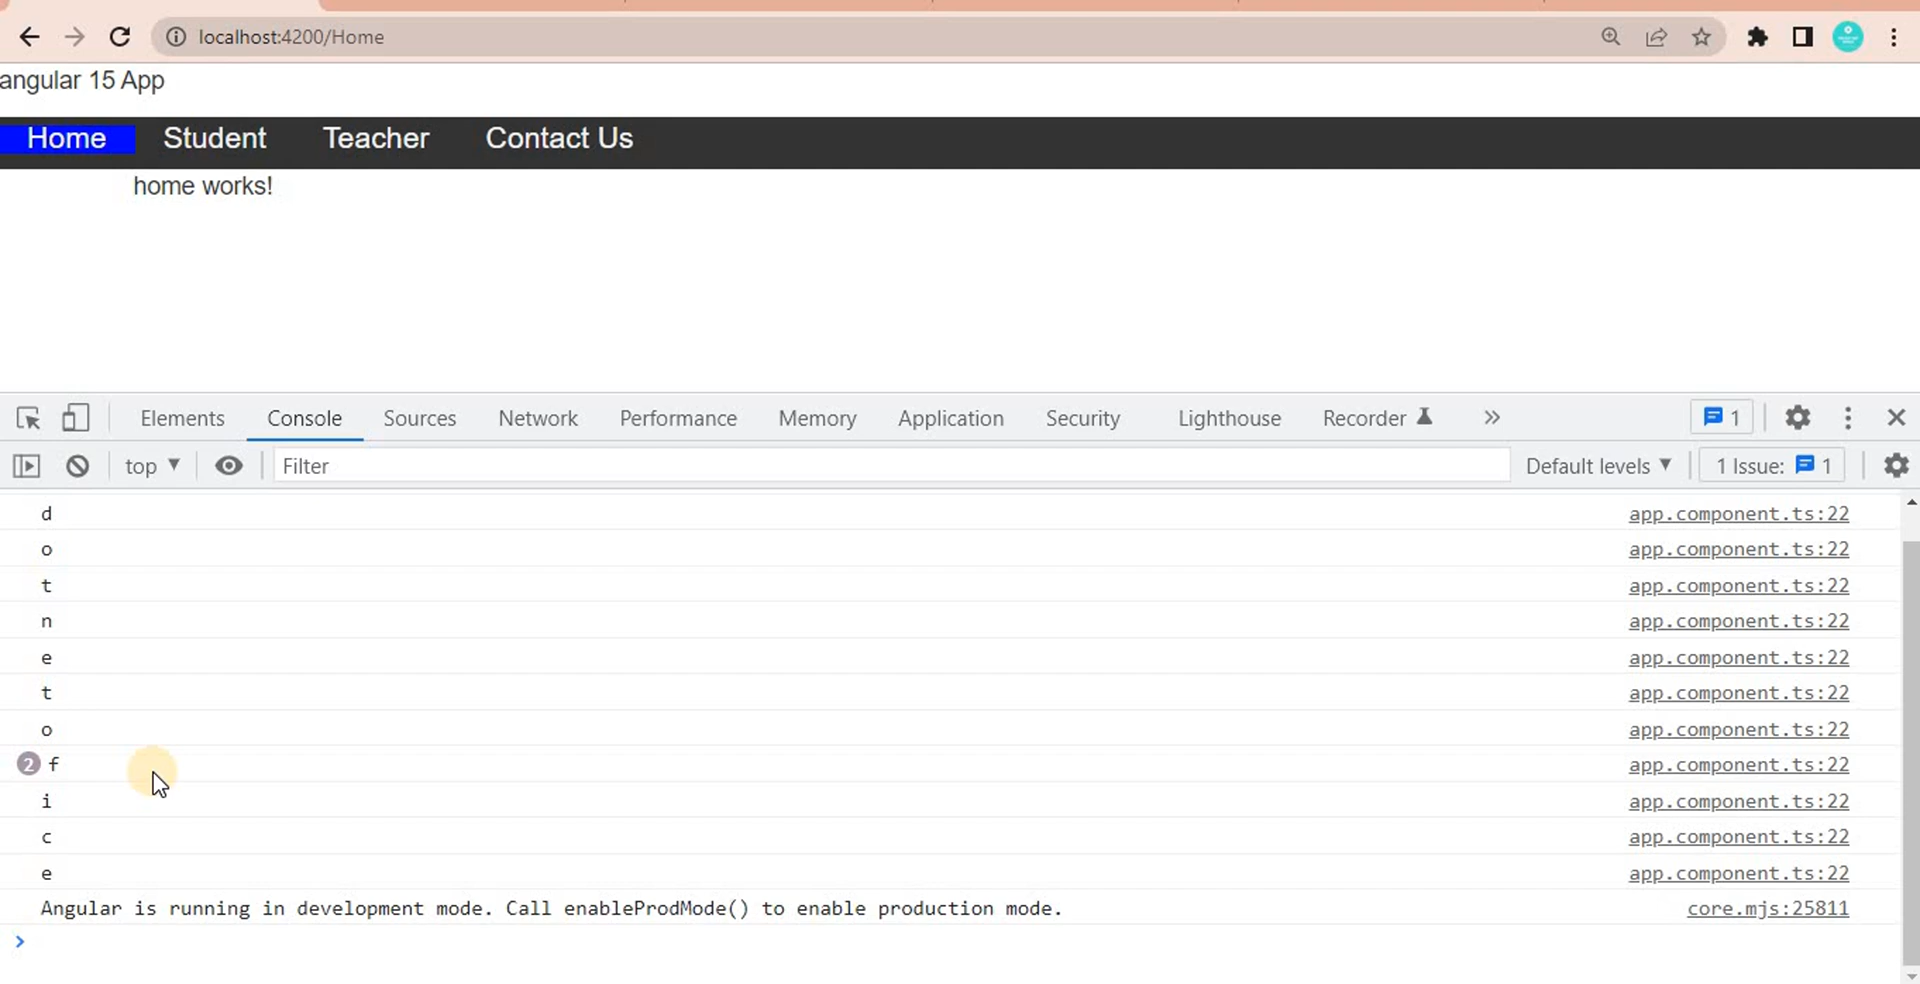 localhost:4200/Home
angular 15 App
Home Student Teacher Contact Us
home works!
Elements Console Sources Network Performance Memory Application Security Lighthouse Recorder 1
top Filter Default levels 1 Issue: 1
d app.component.ts:22
o app.component.ts:22
t app.component.ts:22
n app.component.ts:22
e app.component.ts:22
t app.component.ts:22
o app.component.ts:22
2 f app.component.ts:22
i app.component.ts:22
c app.component.ts:22
e app.component.ts:22
Angular is running in development mode. Call enableProdMode() to enable production mode. core.mjs:25811